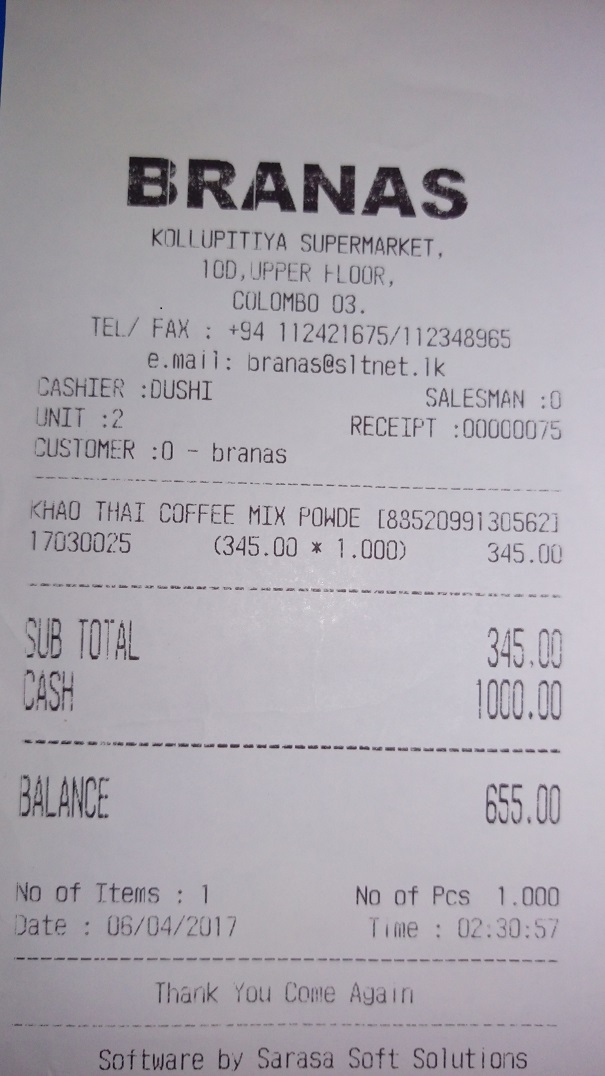 BRANAS
KOLLUPITIYA SUPERMARKET,
10D,UPPER FLOOR,
COLOMBO 03.
TEL/ FAX : +94 112421675/112348965
e.mail: branas@sltnet.lk
CASHIER :DUSHI SALESMAN :0
UNIT :2 RECEIPT :00000075
CUSTOMER :0 - branas
KHAO THAI COFFEE MIX POWDE [8852099130562]
17030025 (345.00 * 1.000) 345.00
SUB TOTAL 345.00
CASH 1000.00
BALANCE 655.00
No of Items : 1 No of Pcs 1.000
Date : 06/04/2017 Time : 02:30:57
Thank You Come Again
Software by Sarasa Soft Solutions